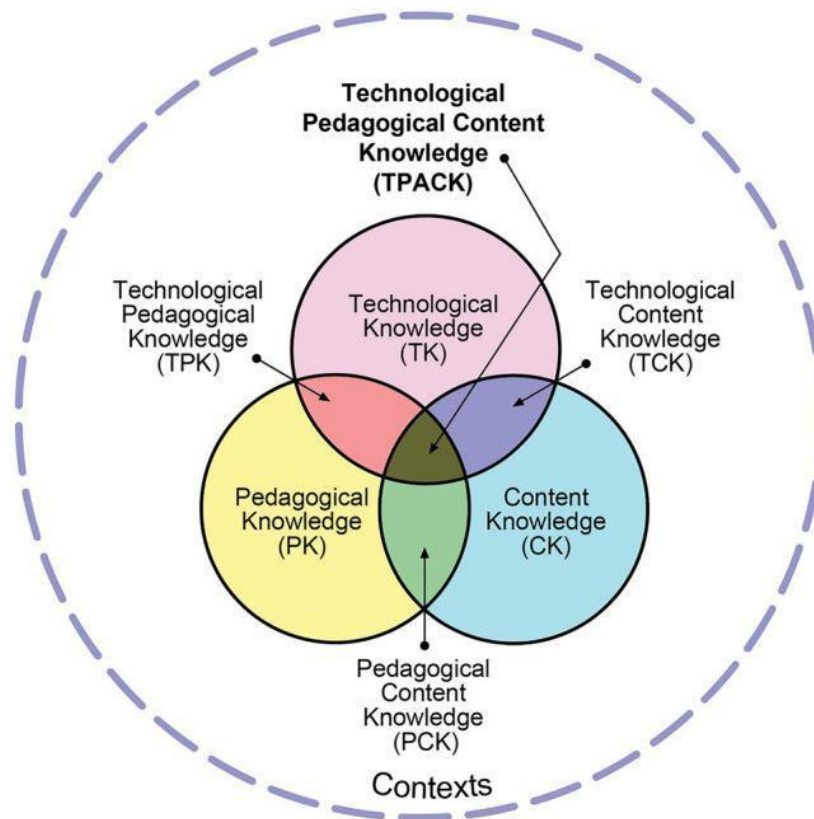 Technological
Pedagogical Content
Knowledge
(TPACK)
Technological
Pedagogical
Knowledge
(TPK)
Technological
Knowledge
(TK)
Technological
Content
Knowledge
(TCK)
Pedagogical
Knowledge
(PK)
Content
Knowledge
(CK)
Pedagogical
Content
Knowledge
(PCK)
Contexts